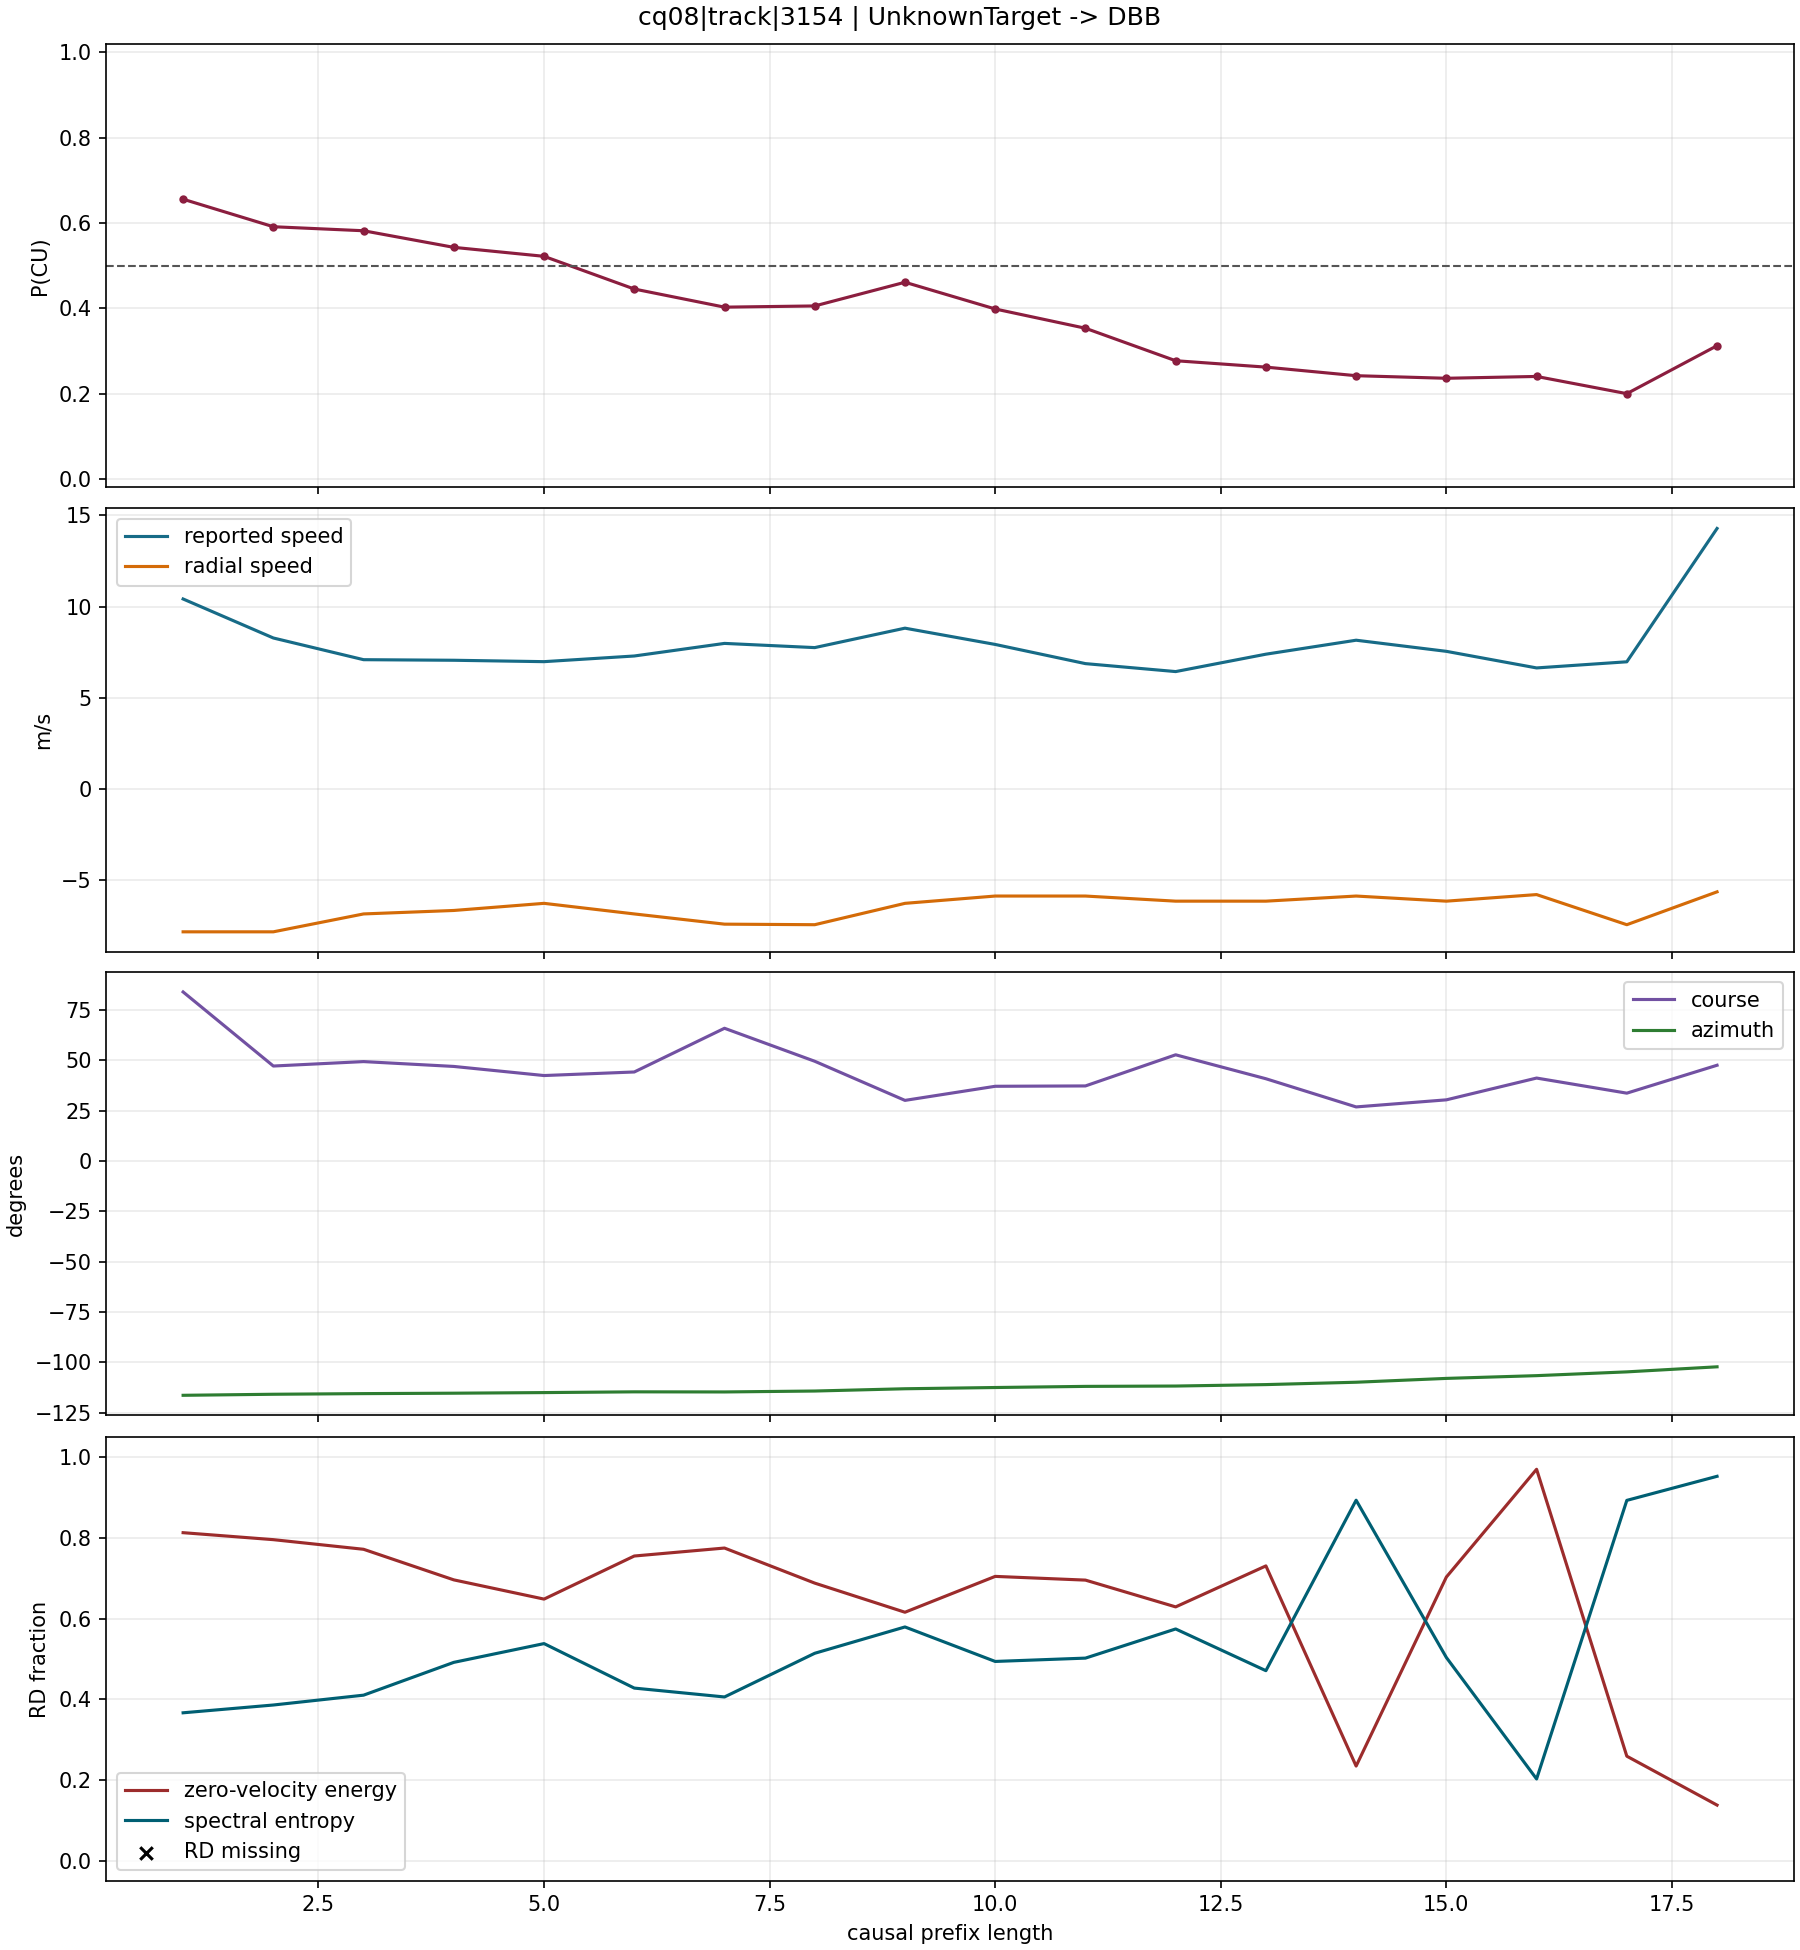 cq08|track|3154 | UnknownTarget -> DBB
1.0
0.8
0.6
0.4
0.2
0.0
P(CU)
15
10
5
0
−5
m/s
reported speed
radial speed
75
50
25
0
−25
−50
−75
−100
−125
degrees
course
azimuth
1.0
0.8
0.6
0.4
0.2
0.0
RD fraction
zero-velocity energy
spectral entropy
RD missing
2.5
5.0
7.5
10.0
12.5
15.0
17.5
causal prefix length